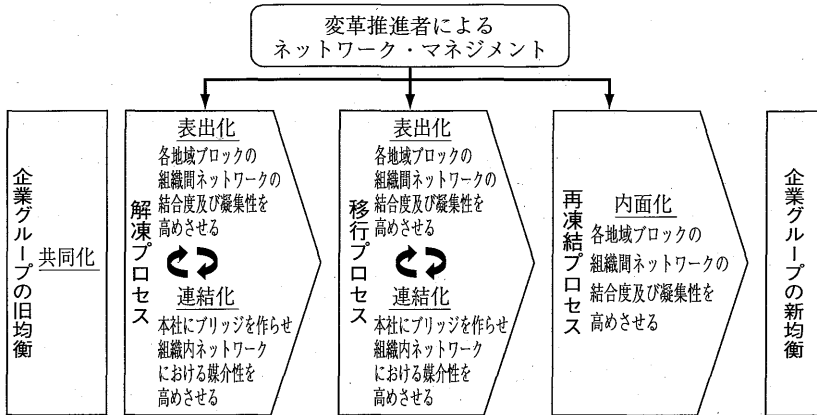 変革推進者による
ネットワーク・マネジメント
企業グループの旧均衡
共同化
解凍プロセス
表出化
各地域ブロックの
組織間ネットワークの
結合度及び凝集性を
高めさせる
連結化
本社にブリッジを作らせ
組織内ネットワーク
における媒介性を
高めさせる
移行プロセス
表出化
各地域ブロックの
組織間ネットワークの
結合度及び凝集性を
高めさせる
連結化
本社にブリッジを作らせ
組織内ネットワーク
における媒介性を
高めさせる
再凍結プロセス
内面化
各地域ブロックの
組織間ネットワークの
結合度及び凝集性を
高めさせる
企業グループの新均衡